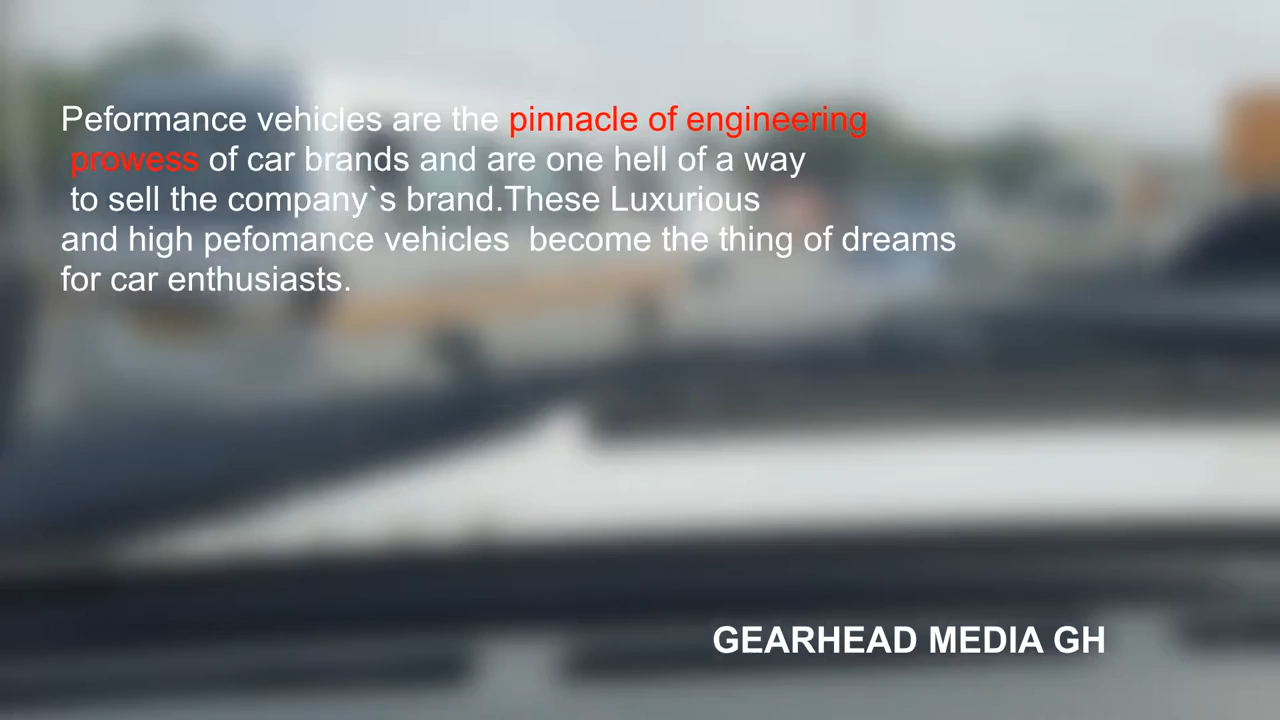 Peformance vehicles are the pinnacle of engineering
prowess of car brands and are one hell of a way
to sell the company`s brand.These Luxurious
and high pefomance vehicles  become the thing of dreams
for car enthusiasts.
GEARHEAD MEDIA GH